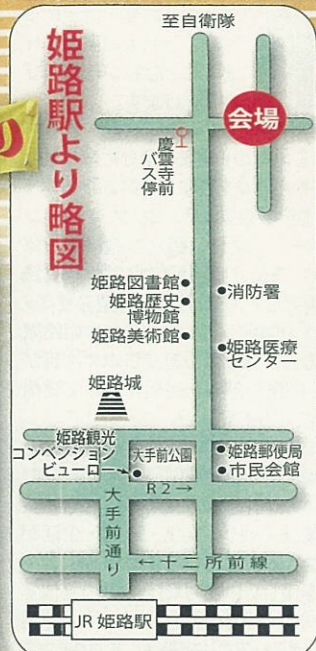 姫路駅より略図
り
至自衛隊
会場
慶雲寺前
バス停
姫路図書館
姫路歴史
博物館
姫路美術館
消防署
姫路医療
センター
姫路城
姫路観光
コンベンション
ビューロー
大手前公園
姫路郵便局
市民会館
R2→
大手前通り
←十二所前線
JR 姫路駅